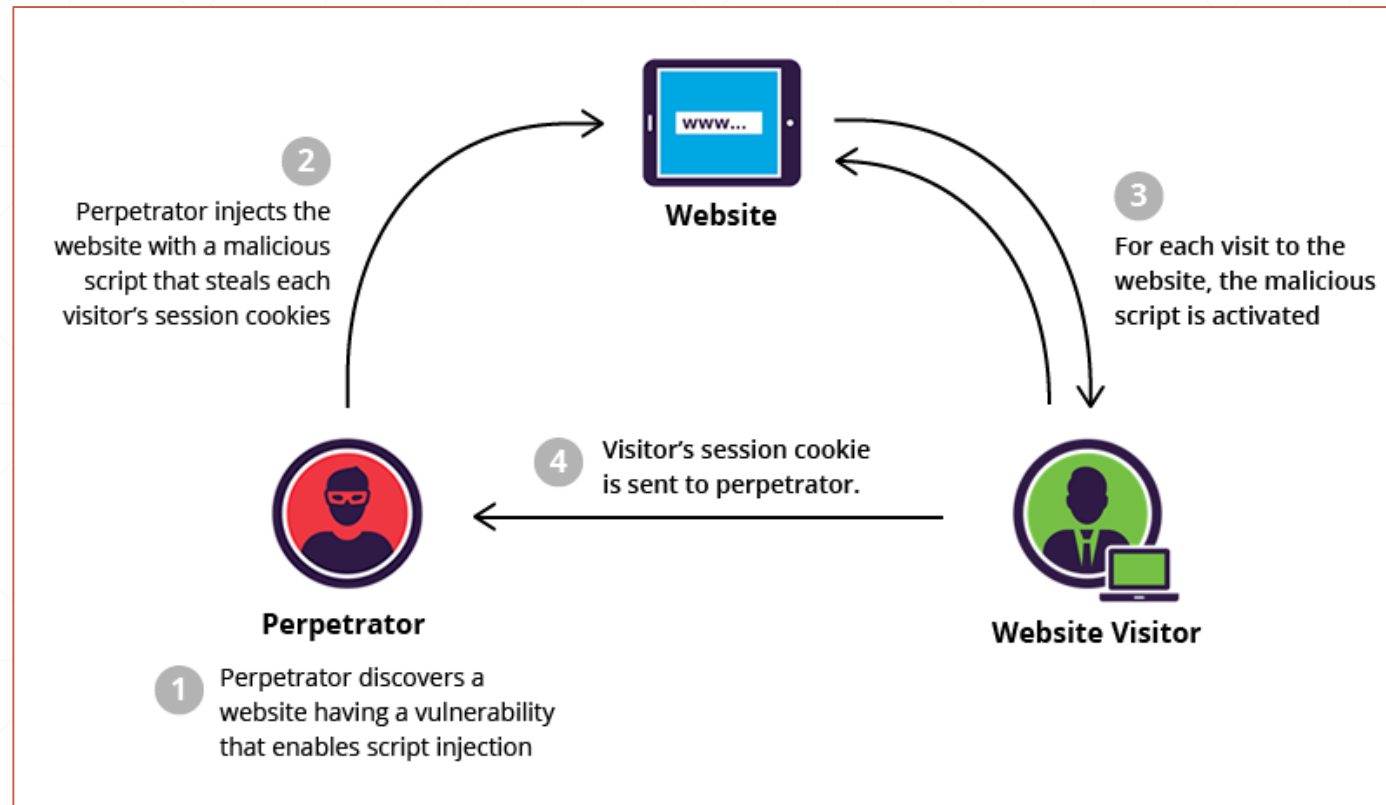 www...
Website
2
Perpetrator injects the
website with a malicious
script that steals each
visitor's session cookies
3
For each visit to the
website, the malicious
script is activated
4
Visitor's session cookie
is sent to perpetrator.
Perpetrator
Website Visitor
1
Perpetrator discovers a
website having a vulnerability
that enables script injection